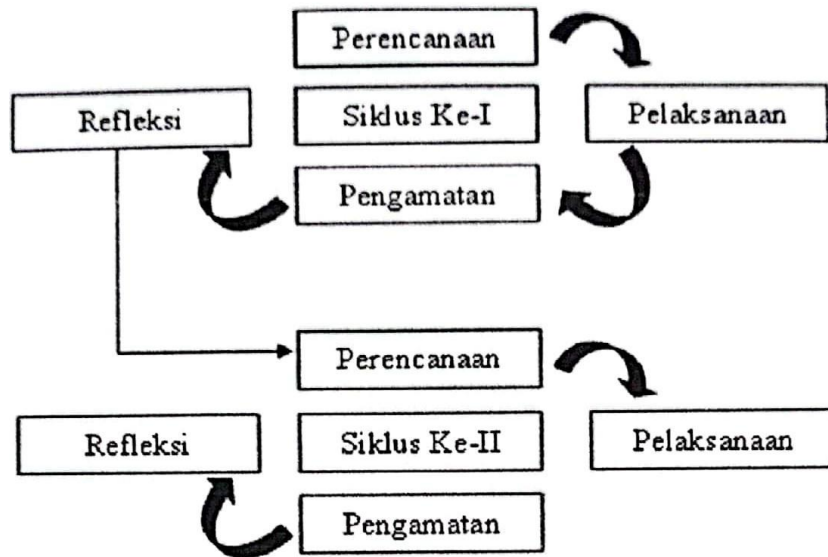 Perencanaan
Refleksi
Siklus Ke-I
Pelaksanaan
Pengamatan
Perencanaan
Refleksi
Siklus Ke-II
Pelaksanaan
Pengamatan